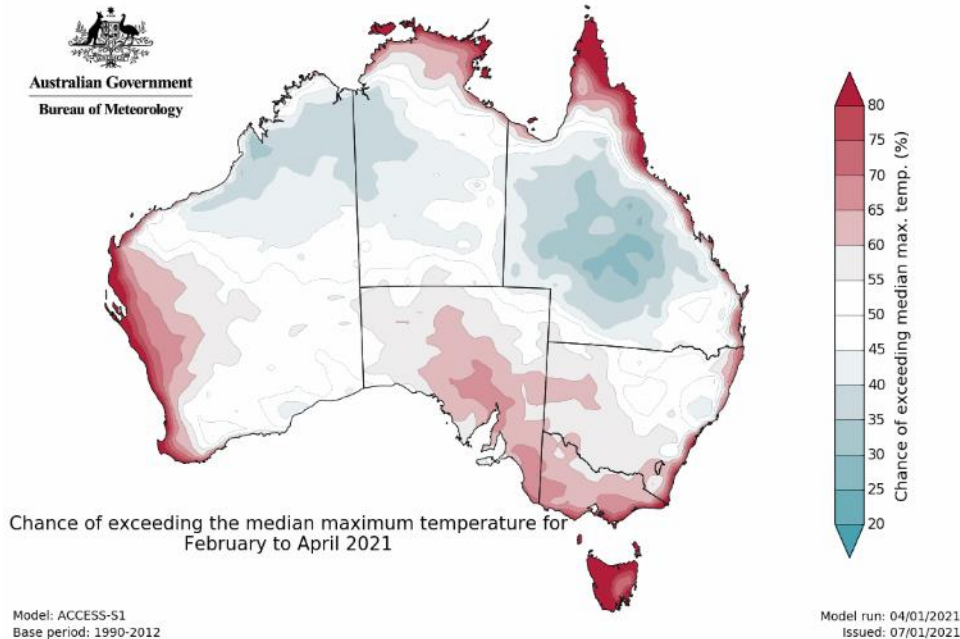 Australian Government
Bureau of Meteorology
80
75
70
65
60
55
50
45
40
35
30
25
20
Chance of exceeding median max. temp. (%)
Chance of exceeding the median maximum temperature for
February to April 2021
Model: ACCESS-S1
Base period: 1990-2012
Model run: 04/01/2021
Issued: 07/01/2021